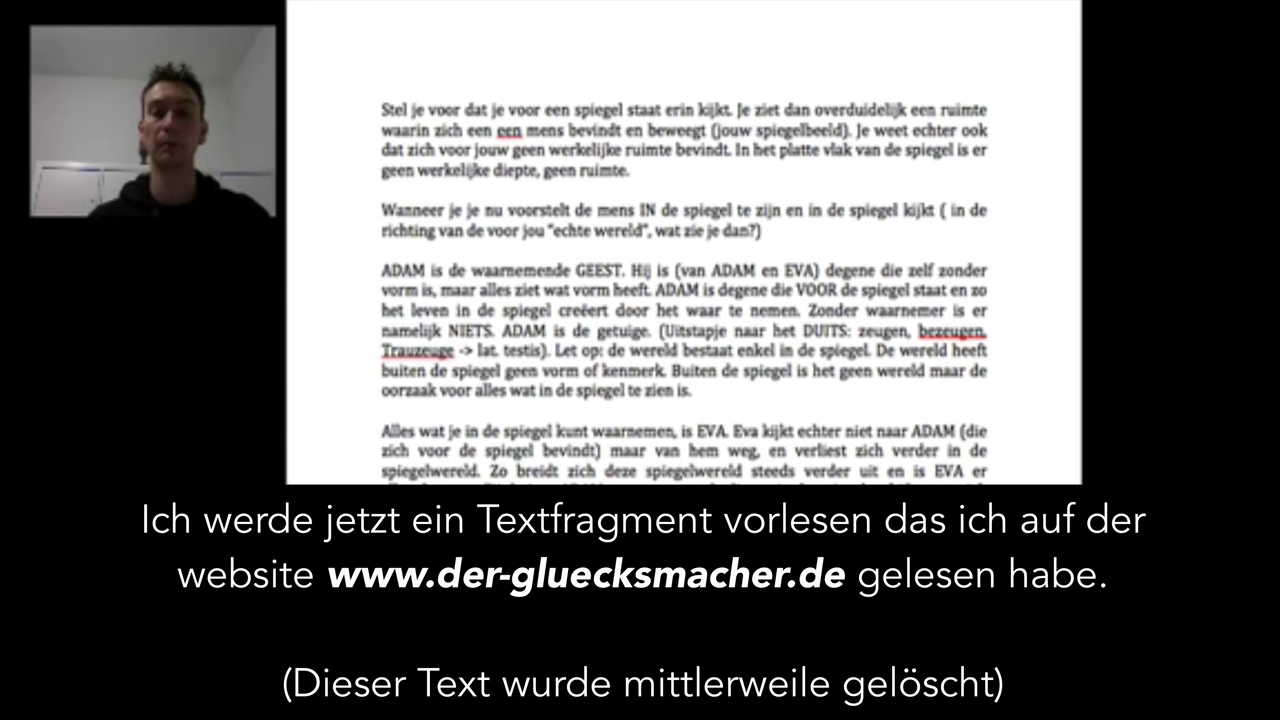 Stel je voor dat je voor een spiegel staat erin kijkt. Je ziet dan overduidelijk een ruimte
waarin zich een een mens bevindt en beweegt (jouw spiegelbeeld). Je weet echter ook
dat zich voor jouw geen werkelijke ruimte bevindt. In het platte vlak van de spiegel is er
geen werkelijke diepte, geen ruimte.
Wanneer je je nu voorstelt de mens IN de spiegel te zijn en in de spiegel kijkt ( in de
richting van de voor jou "echte wereld", wat zie je dan?)
ADAM is de waarnemende GEEST. Hij is (van ADAM en EVA) degene die zelf zonder
vorm is, maar alles ziet wat vorm heeft. ADAM is degene die VOOR de spiegel staat en zo
het leven in de spiegel creëert door het waar te nemen. Zonder waarnemer is er
namelijk NIETS. ADAM is de getuige. (Uitstapje naar het DUITS: zeugen, bezeugen,
Trauzeuge -> lat. testis). Let op: de wereld bestaat enkel in de spiegel. De wereld heeft
buiten de spiegel geen vorm of kenmerk. Buiten de spiegel is het geen wereld maar de
oorzaak voor alles wat in de spiegel te zien is.
Alles wat je in de spiegel kunt waarnemen, is EVA. Eva kijkt echter niet naar ADAM (die
zich voor de spiegel bevindt) maar van hem weg, en verliest zich verder in de
spiegelwereld. Zo breidt zich deze spiegelwereld steeds verder uit en is EVA er
Ich werde jetzt ein Textfragment vorlesen das ich auf der
website www.der-gluecksmacher.de gelesen habe.
(Dieser Text wurde mittlerweile gelöscht)